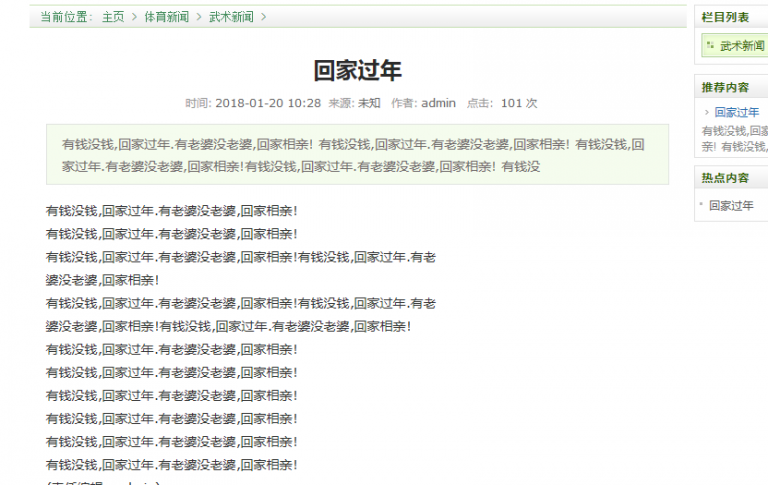 当前位置: 主页 > 体育新闻 > 武术新闻 >
回家过年
时间: 2018-01-20 10:28 来源: 未知 作者: admin 点击: 101 次
有钱没钱,回家过年.有老婆没老婆,回家相亲! 有钱没钱,回家过年.有老婆没老婆,回家相亲! 有钱没钱,回
家过年.有老婆没老婆,回家相亲!有钱没钱,回家过年.有老婆没老婆,回家相亲! 有钱没
有钱没钱,回家过年.有老婆没老婆,回家相亲!
有钱没钱,回家过年.有老婆没老婆,回家相亲!
有钱没钱,回家过年.有老婆没老婆,回家相亲!有钱没钱,回家过年.有老
婆没老婆,回家相亲!
有钱没钱,回家过年.有老婆没老婆,回家相亲!有钱没钱,回家过年.有老
婆没老婆,回家相亲!有钱没钱,回家过年.有老婆没老婆,回家相亲!
有钱没钱,回家过年.有老婆没老婆,回家相亲!
有钱没钱,回家过年.有老婆没老婆,回家相亲!
有钱没钱,回家过年.有老婆没老婆,回家相亲!
有钱没钱,回家过年.有老婆没老婆,回家相亲!
有钱没钱,回家过年.有老婆没老婆,回家相亲!
有钱没钱,回家过年.有老婆没老婆,回家相亲!
栏目列表
武术新闻
推荐内容
› 回家过年
有钱没钱,回
亲! 有钱没钱,
热点内容
回家过年